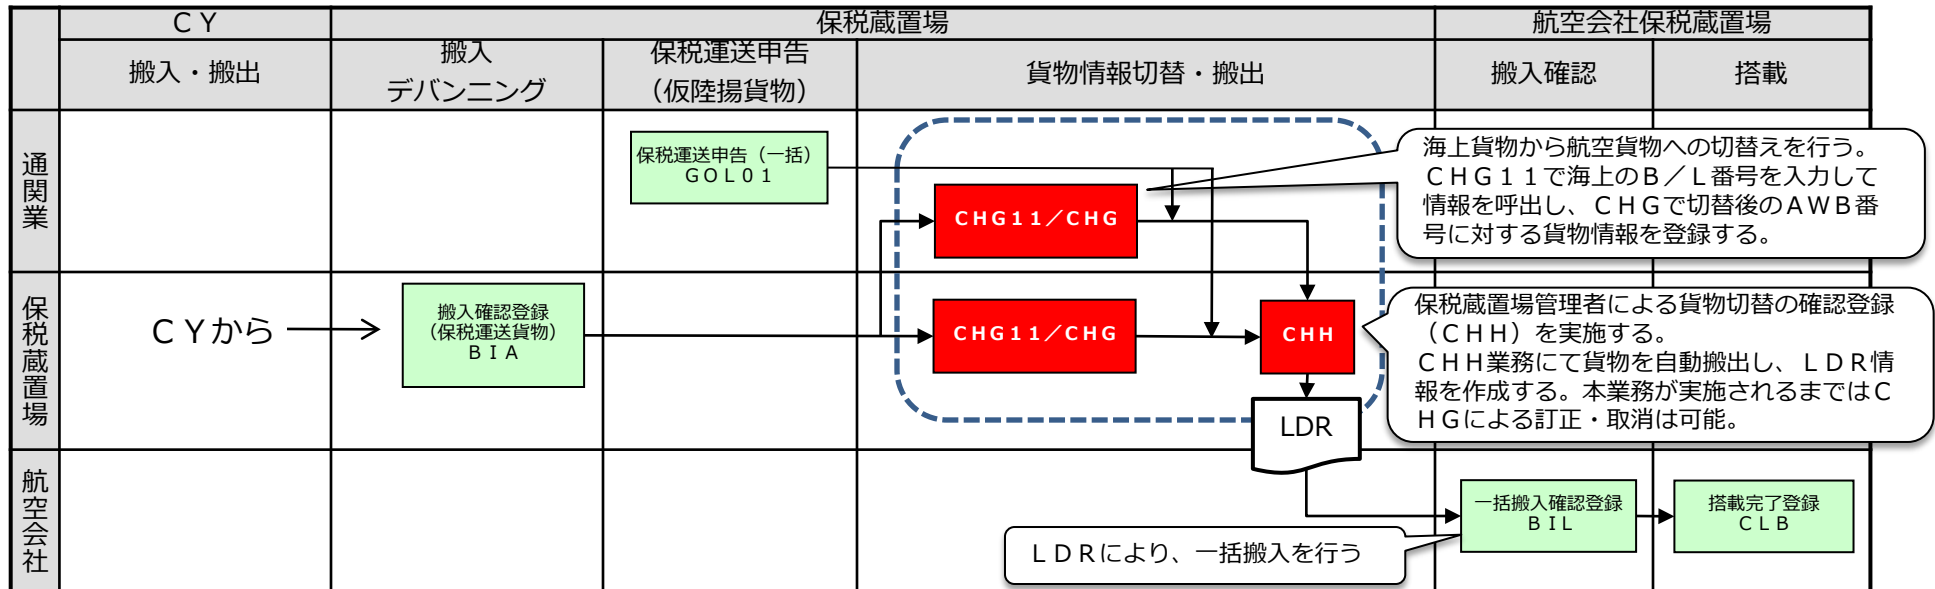 ＣＹ
保税蔵置場
航空会社保税蔵置場
搬入・搬出
搬入
デバンニング
保税運送申告
（仮陸揚貨物）
貨物情報切替・搬出
搬入確認
搭載
通関業
保税運送申告（一括）
ＧＯＬ０１
ＣＨＧ１１／ＣＨＧ
海上貨物から航空貨物への切替えを行う。
ＣＨＧ１１で海上のＢ／Ｌ番号を入力して
情報を呼出し、ＣＨＧで切替後のＡＷＢ番
号に対する貨物情報を登録する。
保税蔵置場
ＣＹから
搬入確認登録
（保税運送貨物）
ＢＩＡ
ＣＨＧ１１／ＣＨＧ
ＣＨＨ
保税蔵置場管理者による貨物切替の確認登録
（ＣＨＨ）を実施する。
ＣＨＨ業務にて貨物を自動搬出し、ＬＤＲ情
報を作成する。本業務が実施されるまではＣ
ＨＧによる訂正・取消は可能。
LDR
航空会社
一括搬入確認登録
ＢＩＬ
搭載完了登録
ＣＬＢ
ＬＤＲにより、一括搬入を行う